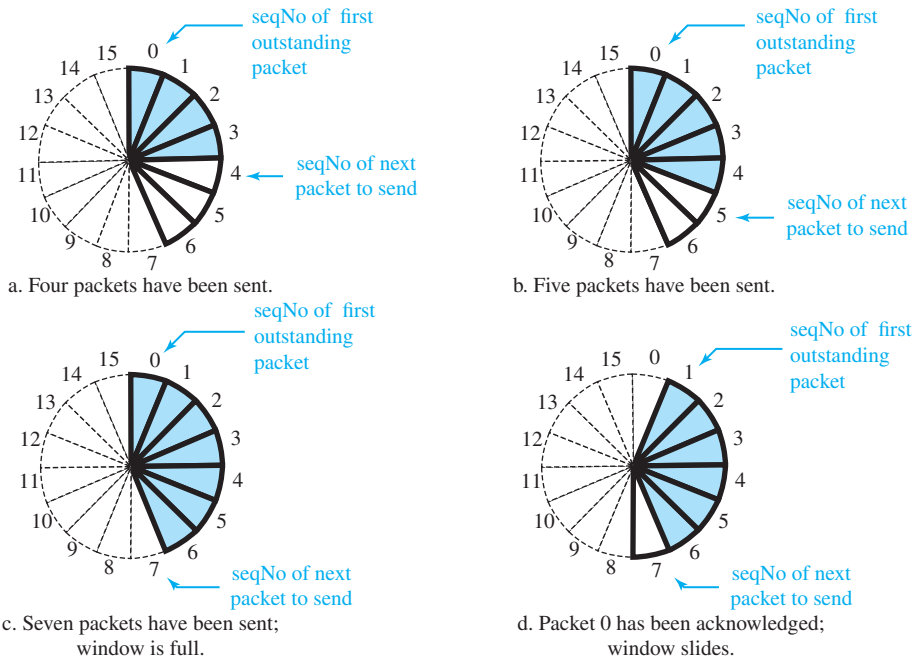 seqNo of first
outstanding
packet
0
1
2
3
4
5
6
7
8
9
10
11
12
13
14
15
seqNo of next
packet to send
a. Four packets have been sent.
seqNo of first
outstanding
packet
0
1
2
3
4
5
6
7
8
9
10
11
12
13
14
15
seqNo of next
packet to send
b. Five packets have been sent.
seqNo of first
outstanding
packet
0
1
2
3
4
5
6
7
8
9
10
11
12
13
14
15
seqNo of next
packet to send
c. Seven packets have been sent;
window is full.
seqNo of first
outstanding
packet
0
1
2
3
4
5
6
7
8
9
10
11
12
13
14
15
seqNo of next
packet to send
d. Packet 0 has been acknowledged;
window slides.